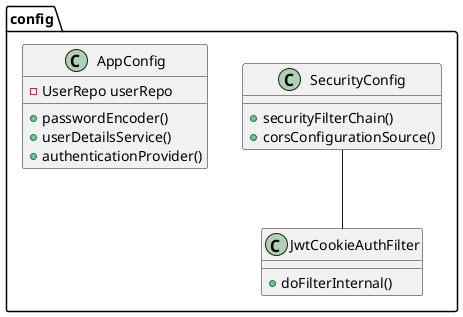 config
C AppConfig
UserRepo userRepo
passwordEncoder()
userDetailsService()
authenticationProvider()
C SecurityConfig
securityFilterChain()
corsConfigurationSource()
C JwtCookieAuthFilter
doFilterInternal()